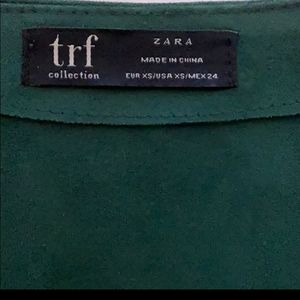 trf
collection
ZARA
MADE IN CHINA
EUR XS/USA XS/MEX 24